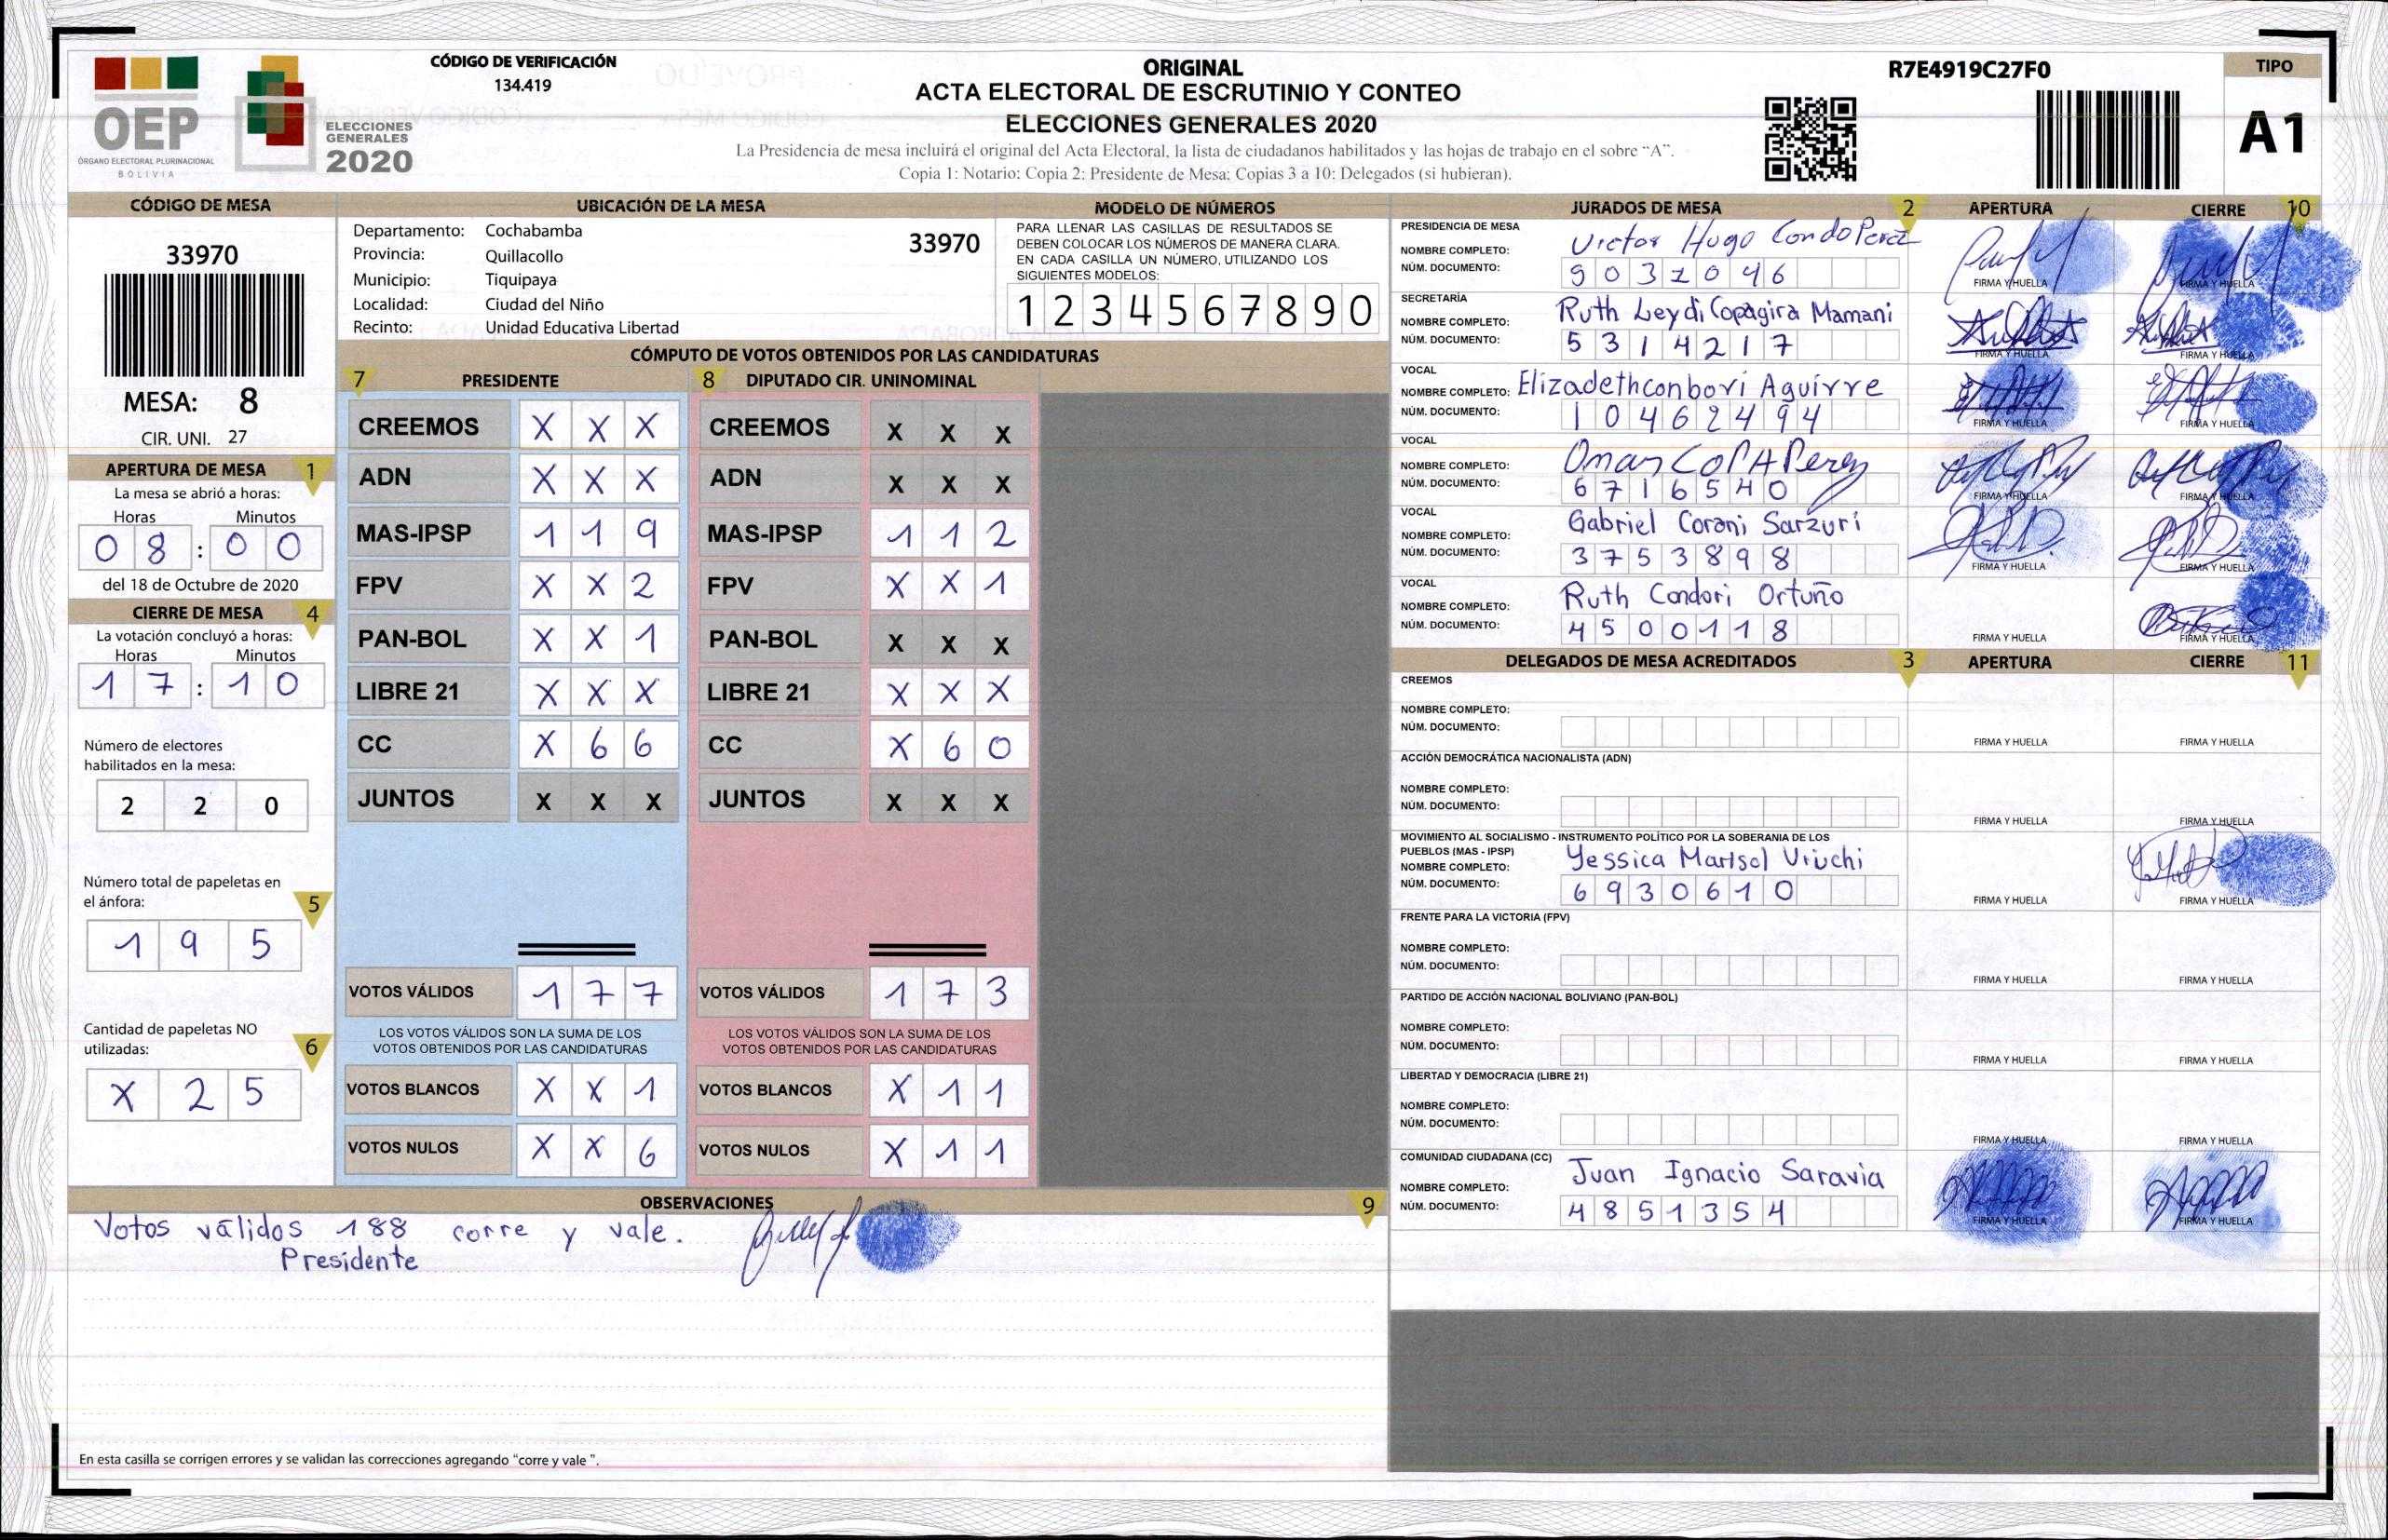 OEP
ÓRGANO ELECTORAL PLURINACIONAL
BOLIVIA
ELECCIONES
GENERALES
2020
CÓDIGO DE VERIFICACIÓN
134.419
ORIGINAL
ACTA ELECTORAL DE ESCRUTINIO Y CONTEO
ELECCIONES GENERALES 2020
La Presidencia de mesa incluirá el original del Acta Electoral, la lista de ciudadanos habilitados y las hojas de trabajo en el sobre “A”.
Copia 1: Notario: Copia 2: Presidente de Mesa: Copias 3 a 10: Delegados (si hubieran).
R7E4919C27F0
TIPO
A1
CÓDIGO DE MESA
33970
MESA: 8
CIR. UNI. 27
APERTURA DE MESA 1
La mesa se abrió a horas:
Horas Minutos
0 8 : 0 0
del 18 de Octubre de 2020
CIERRE DE MESA 4
La votación concluyó a horas:
Horas Minutos
1 7 : 1 0
Número de electores
habilitados en la mesa:
2 2 0
Número total de papeletas en
el ánfora: 5
1 9 5
Cantidad de papeletas NO
utilizadas: 6
X 2 5
UBICACIÓN DE LA MESA
Departamento: Cochabamba 33970
Provincia: Quillacollo
Municipio: Tiquipaya
Localidad: Ciudad del Niño
Recinto: Unidad Educativa Libertad
MODELO DE NÚMEROS
PARA LLENAR LAS CASILLAS DE RESULTADOS SE
DEBEN COLOCAR LOS NÚMEROS DE MANERA CLARA.
EN CADA CASILLA UN NÚMERO, UTILIZANDO LOS
SIGUIENTES MODELOS:
1 2 3 4 5 6 7 8 9 0
CÓMPUTO DE VOTOS OBTENIDOS POR LAS CANDIDATURAS
7 PRESIDENTE 8 DIPUTADO CIR. UNINOMINAL
CREEMOS X X X CREEMOS X X X
ADN X X X ADN X X X
MAS-IPSP 1 1 9 MAS-IPSP 1 1 2
FPV X X 2 FPV X X 1
PAN-BOL X X 1 PAN-BOL X X X
LIBRE 21 X X X LIBRE 21 X X X
CC X 6 6 CC X 6 0
JUNTOS X X X JUNTOS X X X
VOTOS VÁLIDOS 1 7 7 VOTOS VÁLIDOS 1 7 3
LOS VOTOS VÁLIDOS SON LA SUMA DE LOS LOS VOTOS VÁLIDOS SON LA SUMA DE LOS
VOTOS OBTENIDOS POR LAS CANDIDATURAS VOTOS OBTENIDOS POR LAS CANDIDATURAS
VOTOS BLANCOS X X 1 VOTOS BLANCOS X 1 1
VOTOS NULOS X X 6 VOTOS NULOS X 1 1
OBSERVACIONES 9
Votos válidos 188 corre y vale.
Presidente
En esta casilla se corrigen errores y se validan las correcciones agregando “corre y vale ”.
JURADOS DE MESA 2 APERTURA CIERRE 10
PRESIDENCIA DE MESA
NOMBRE COMPLETO: Victor Hugo Condo Perez
NÚM. DOCUMENTO: 9 0 3 1 0 4 6
FIRMA Y HUELLA FIRMA Y HUELLA
SECRETARÍA
NOMBRE COMPLETO: Ruth Leydi Copagira Mamani
NÚM. DOCUMENTO: 5 3 1 4 2 1 7
FIRMA Y HUELLA FIRMA Y HUELLA
VOCAL
NOMBRE COMPLETO: Elizadethconbori Aguirre
NÚM. DOCUMENTO: 1 0 4 6 2 4 9 4
FIRMA Y HUELLA FIRMA Y HUELLA
VOCAL
NOMBRE COMPLETO: Omar COPA Perez
NÚM. DOCUMENTO: 6 7 1 6 5 4 0
FIRMA Y HUELLA FIRMA Y HUELLA
VOCAL
NOMBRE COMPLETO: Gabriel Corani Sarzuri
NÚM. DOCUMENTO: 3 7 5 3 8 9 8
FIRMA Y HUELLA FIRMA Y HUELLA
VOCAL
NOMBRE COMPLETO: Ruth Condori Ortuño
NÚM. DOCUMENTO: 4 5 0 0 1 1 8
FIRMA Y HUELLA FIRMA Y HUELLA
DELEGADOS DE MESA ACREDITADOS 3 APERTURA CIERRE 11
CREEMOS
NOMBRE COMPLETO:
NÚM. DOCUMENTO:
FIRMA Y HUELLA FIRMA Y HUELLA
ACCIÓN DEMOCRÁTICA NACIONALISTA (ADN)
NOMBRE COMPLETO:
NÚM. DOCUMENTO:
FIRMA Y HUELLA FIRMA Y HUELLA
MOVIMIENTO AL SOCIALISMO - INSTRUMENTO POLÍTICO POR LA SOBERANIA DE LOS
PUEBLOS (MAS - IPSP)
NOMBRE COMPLETO: Yessica Marisol Viuchi
NÚM. DOCUMENTO: 6 9 3 0 6 1 0
FIRMA Y HUELLA FIRMA Y HUELLA
FRENTE PARA LA VICTORIA (FPV)
NOMBRE COMPLETO:
NÚM. DOCUMENTO:
FIRMA Y HUELLA FIRMA Y HUELLA
PARTIDO DE ACCIÓN NACIONAL BOLIVIANO (PAN-BOL)
NOMBRE COMPLETO:
NÚM. DOCUMENTO:
FIRMA Y HUELLA FIRMA Y HUELLA
LIBERTAD Y DEMOCRACIA (LIBRE 21)
NOMBRE COMPLETO:
NÚM. DOCUMENTO:
FIRMA Y HUELLA FIRMA Y HUELLA
COMUNIDAD CIUDADANA (CC)
NOMBRE COMPLETO: Juan Ignacio Saravia
NÚM. DOCUMENTO: 4 8 5 1 3 5 4
FIRMA Y HUELLA FIRMA Y HUELLA